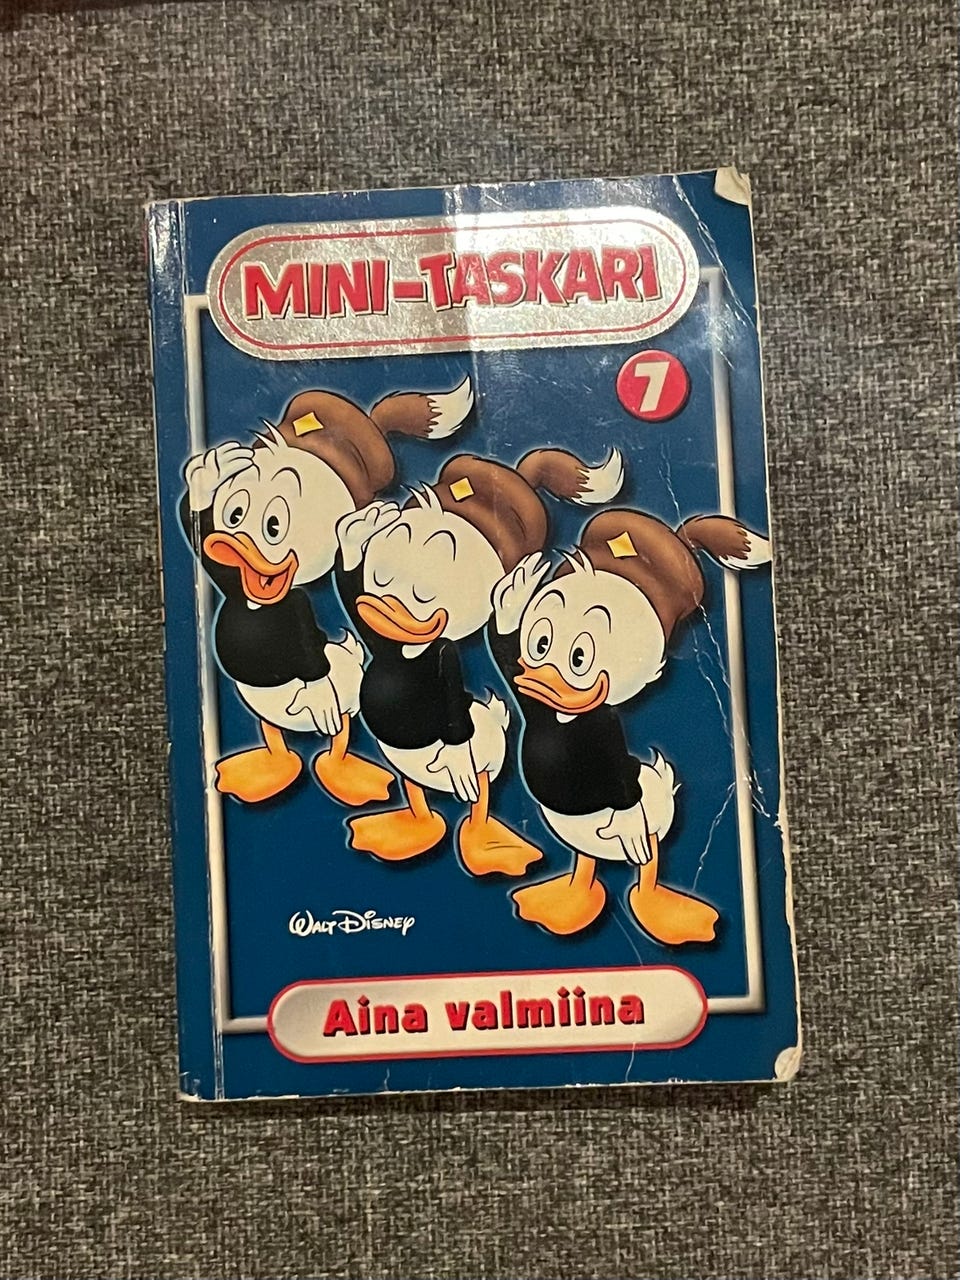 MINI-TASKARI
7
WALT DISNEY
Aina valmiina